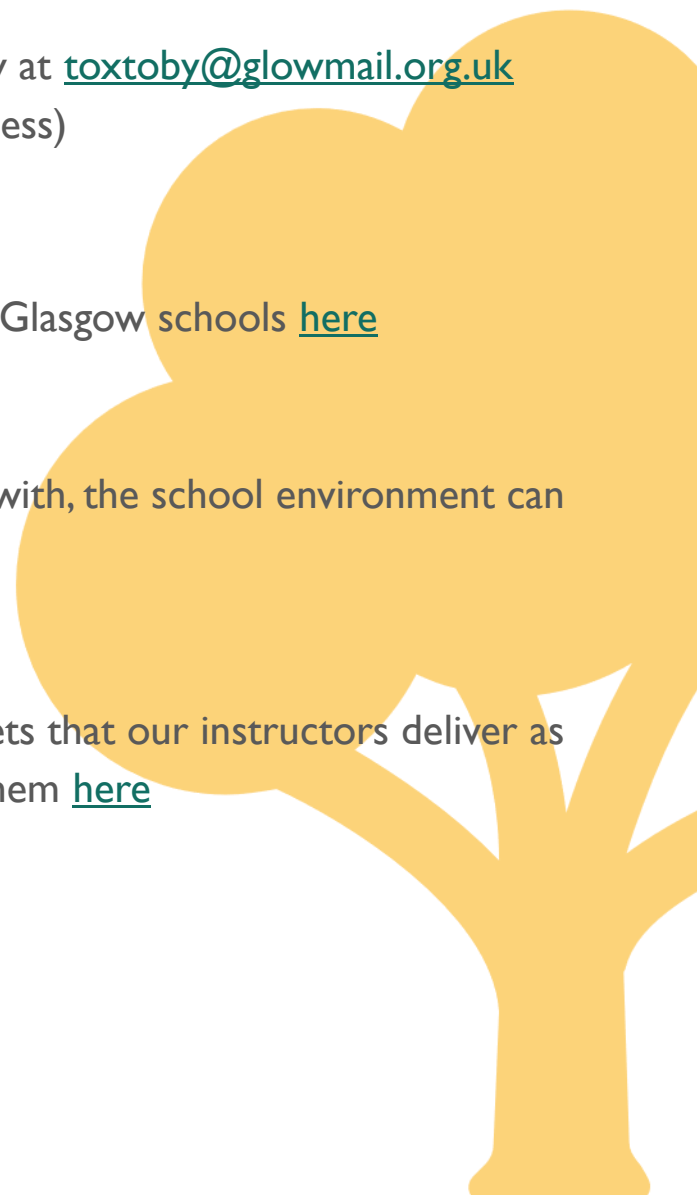 at toxtoby@glowmail.org.uk
ess)
Glasgow schools here
with, the school environment can
ets that our instructors deliver as
hem here